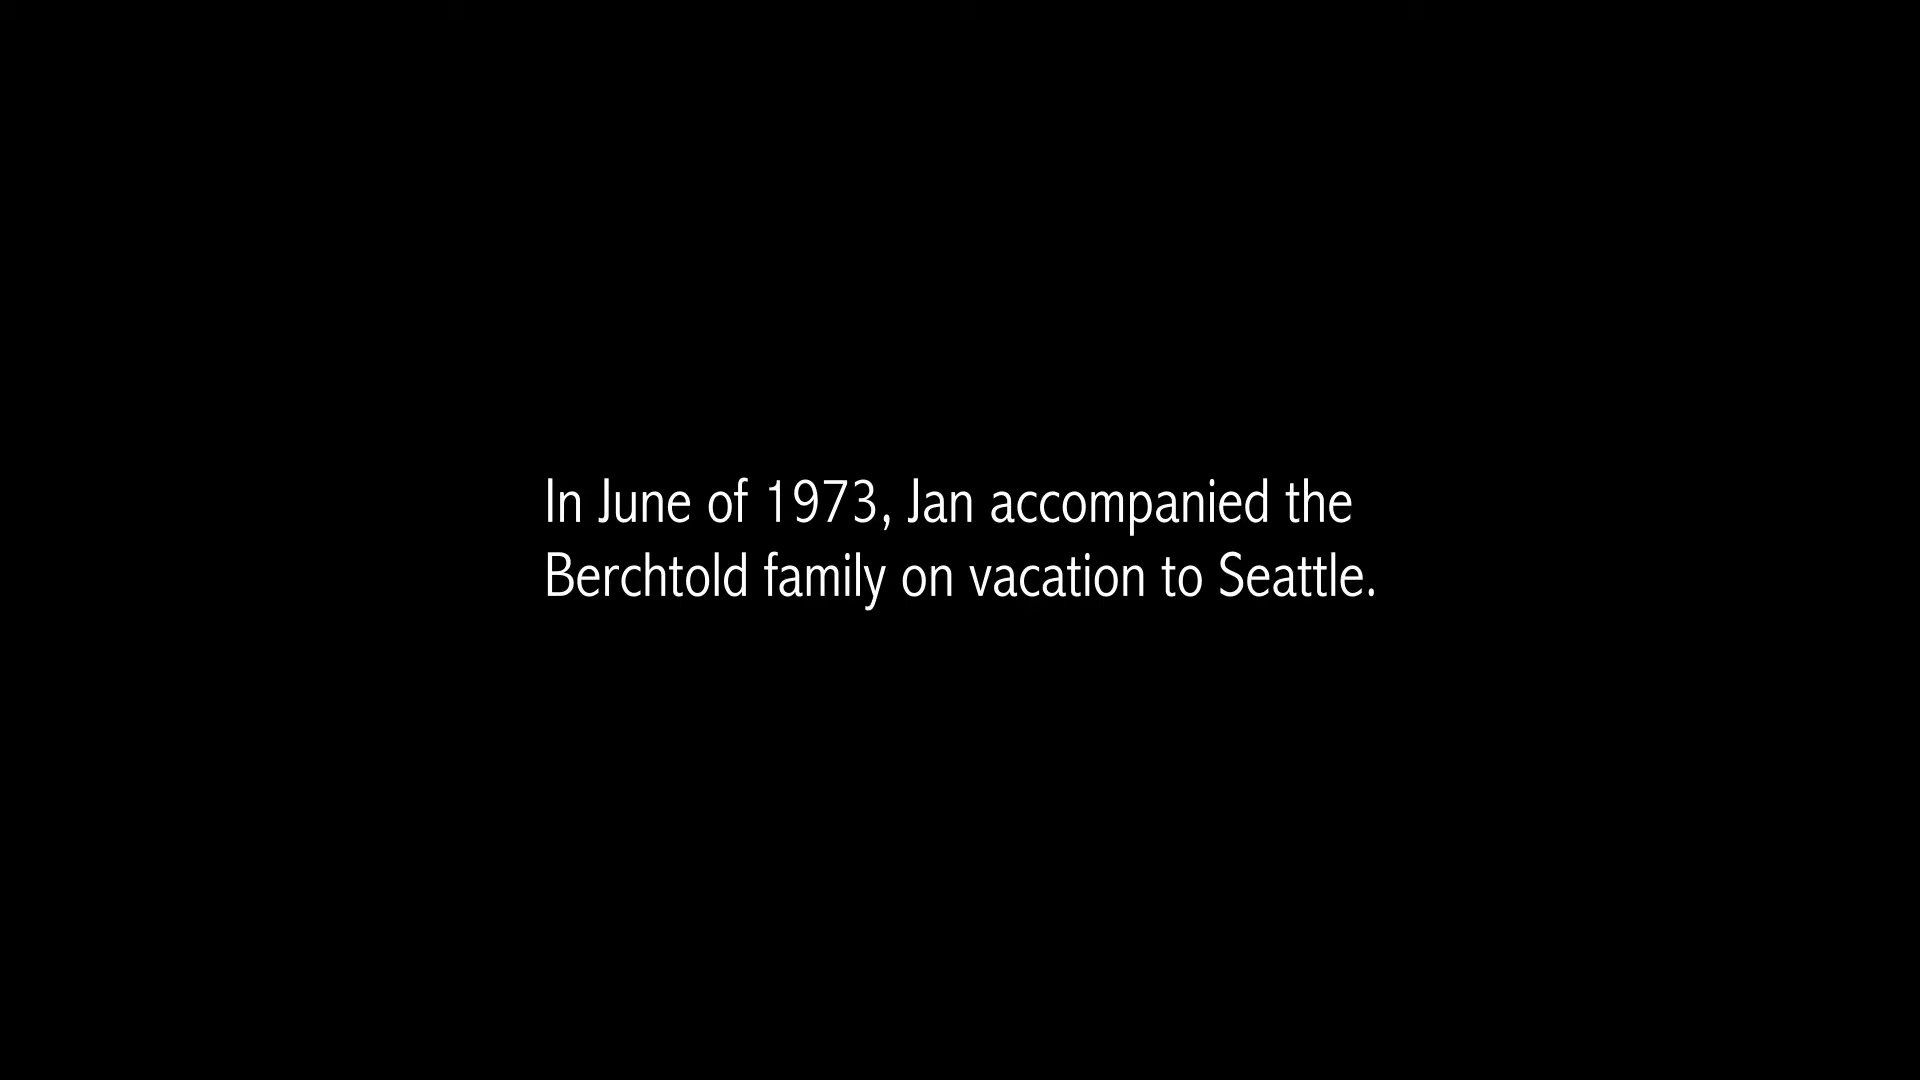 In June of 1973, Jan accompanied the
Berchtold family on vacation to Seattle.